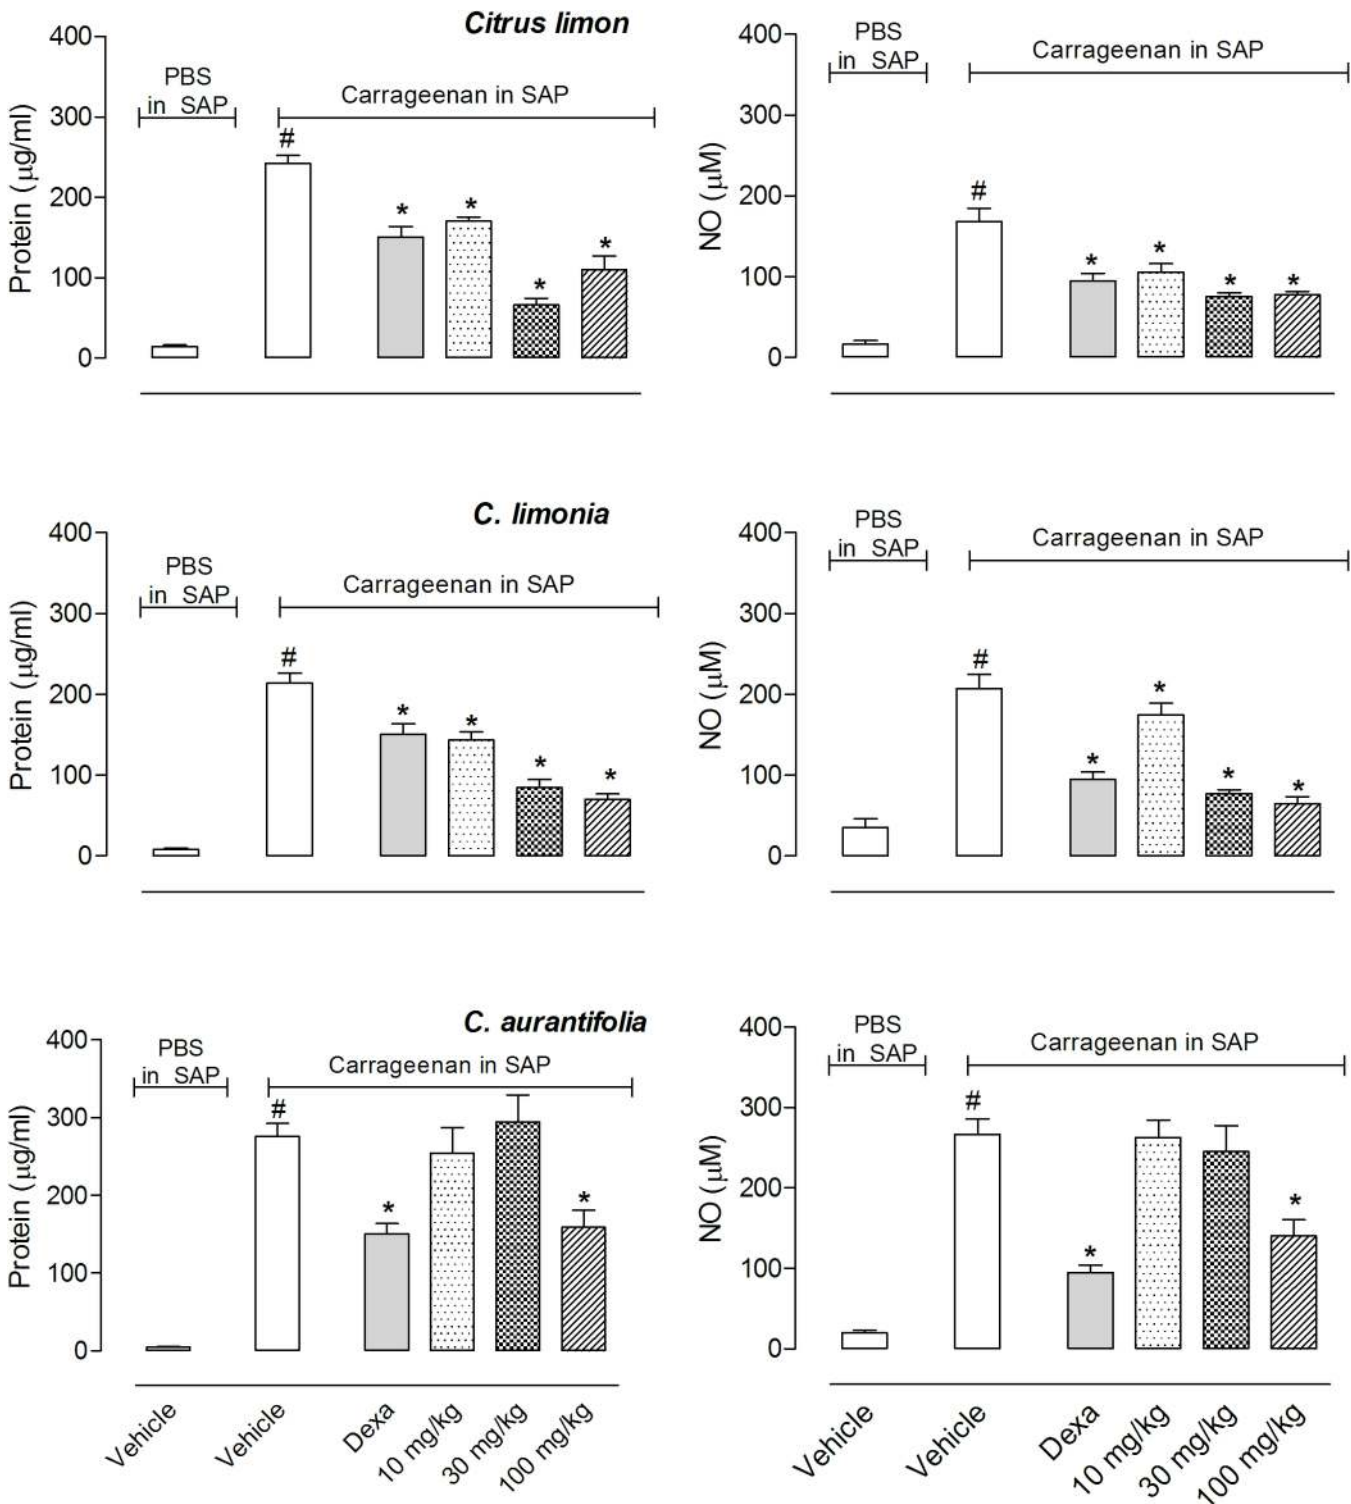 Citrus limon
400
300
200
100
0
Protein (μg/ml)
PBS
in SAP
Carrageenan in SAP
#
*
*
*
*
400
300
200
100
0
NO (μM)
PBS
in SAP
Carrageenan in SAP
#
*
*
*
*
C. limonia
400
300
200
100
0
Protein (μg/ml)
PBS
in SAP
Carrageenan in SAP
#
*
*
*
*
400
300
200
100
0
NO (μM)
PBS
in SAP
Carrageenan in SAP
#
*
*
*
*
C. aurantifolia
400
300
200
100
0
Protein (μg/ml)
PBS
in SAP
Carrageenan in SAP
#
*
*
Vehicle
Vehicle
Dexa
10 mg/kg
30 mg/kg
100 mg/kg
400
300
200
100
0
NO (μM)
PBS
in SAP
Carrageenan in SAP
#
*
*
Vehicle
Vehicle
Dexa
10 mg/kg
30 mg/kg
100 mg/kg